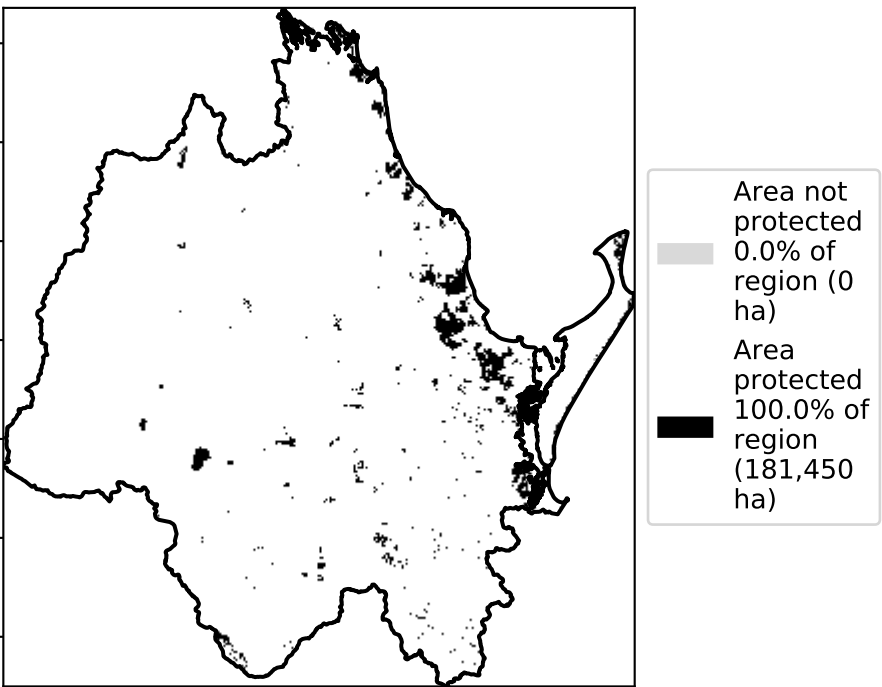 Area not
protected
0.0% of
region (0
ha)
Area
protected
100.0% of
region
(181,450
ha)